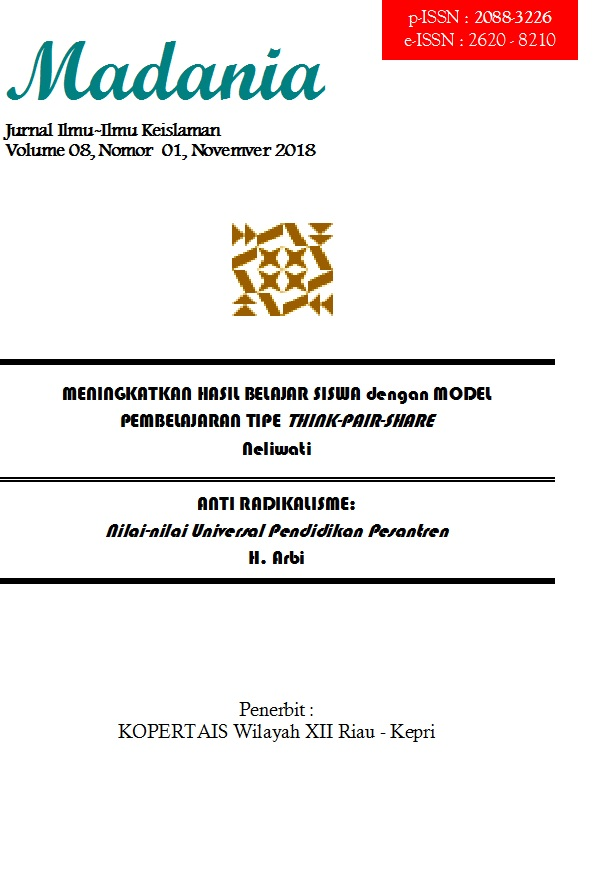 p-ISSN : 2088-3226
e-ISSN : 2620 - 8210
Madania
Jurnal Ilmu-Ilmu Keislaman
Volume 08, Nomor 01, Novemver 2018
MENINGKATKAN HASIL BELAJAR SISWA dengan MODEL
PEMBELAJARAN TIPE THINK-PAIR-SHARE
Neliwati
ANTI RADIKALISME:
Nilai-nilai Universal Pendidikan Pesantren
H. Arbi
Penerbit :
KOPERTAIS Wilayah XII Riau - Kepri